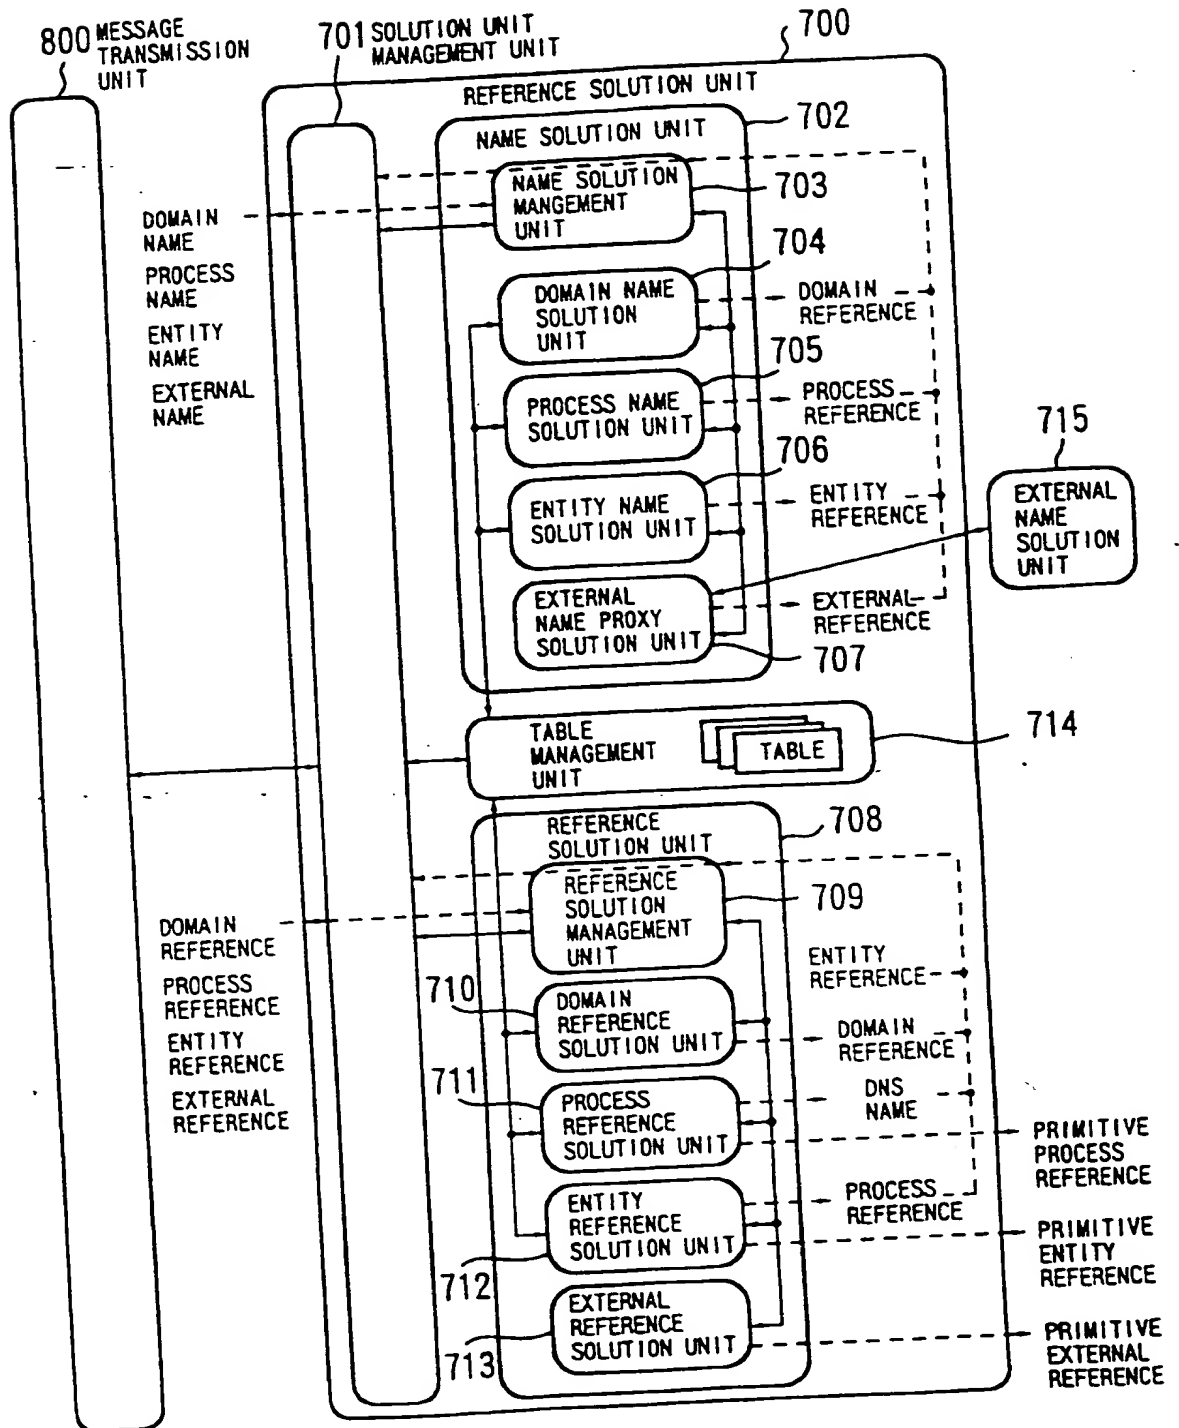 800 MESSAGE
TRANSMISSION
UNIT
701 SOLUTION UNIT
MANAGEMENT UNIT
700
REFERENCE SOLUTION UNIT
NAME SOLUTION UNIT
702
NAME SOLUTION
MANGEMENT
UNIT
703
DOMAIN
NAME
PROCESS
NAME
ENTITY
NAME
EXTERNAL
NAME
704
DOMAIN NAME
SOLUTION
UNIT
DOMAIN
REFERENCE
705
PROCESS NAME
SOLUTION UNIT
PROCESS
REFERENCE
706
ENTITY NAME
SOLUTION UNIT
ENTITY
REFERENCE
715
EXTERNAL
NAME
SOLUTION
UNIT
EXTERNAL
NAME PROXY
SOLUTION UNIT
EXTERNAL
REFERENCE
707
TABLE
MANAGEMENT
UNIT
TABLE
714
REFERENCE
SOLUTION UNIT
708
REFERENCE
SOLUTION
MANAGEMENT
UNIT
709
DOMAIN
REFERENCE
PROCESS
REFERENCE
ENTITY
REFERENCE
EXTERNAL
REFERENCE
ENTITY
REFERENCE
710
DOMAIN
REFERENCE
SOLUTION UNIT
DOMAIN
REFERENCE
711
PROCESS
REFERENCE
SOLUTION UNIT
DNS
NAME
PRIMITIVE
PROCESS
REFERENCE
ENTITY
REFERENCE
SOLUTION UNIT
PROCESS
REFERENCE
712
PRIMITIVE
ENTITY
REFERENCE
EXTERNAL
REFERENCE
SOLUTION UNIT
713
PRIMITIVE
EXTERNAL
REFERENCE